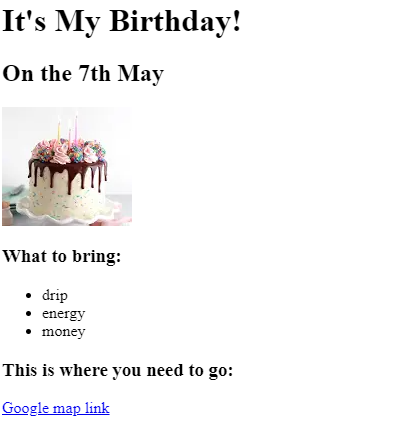 It's My Birthday!
On the 7th May
What to bring:
drip
energy
money
This is where you need to go:
Google map link